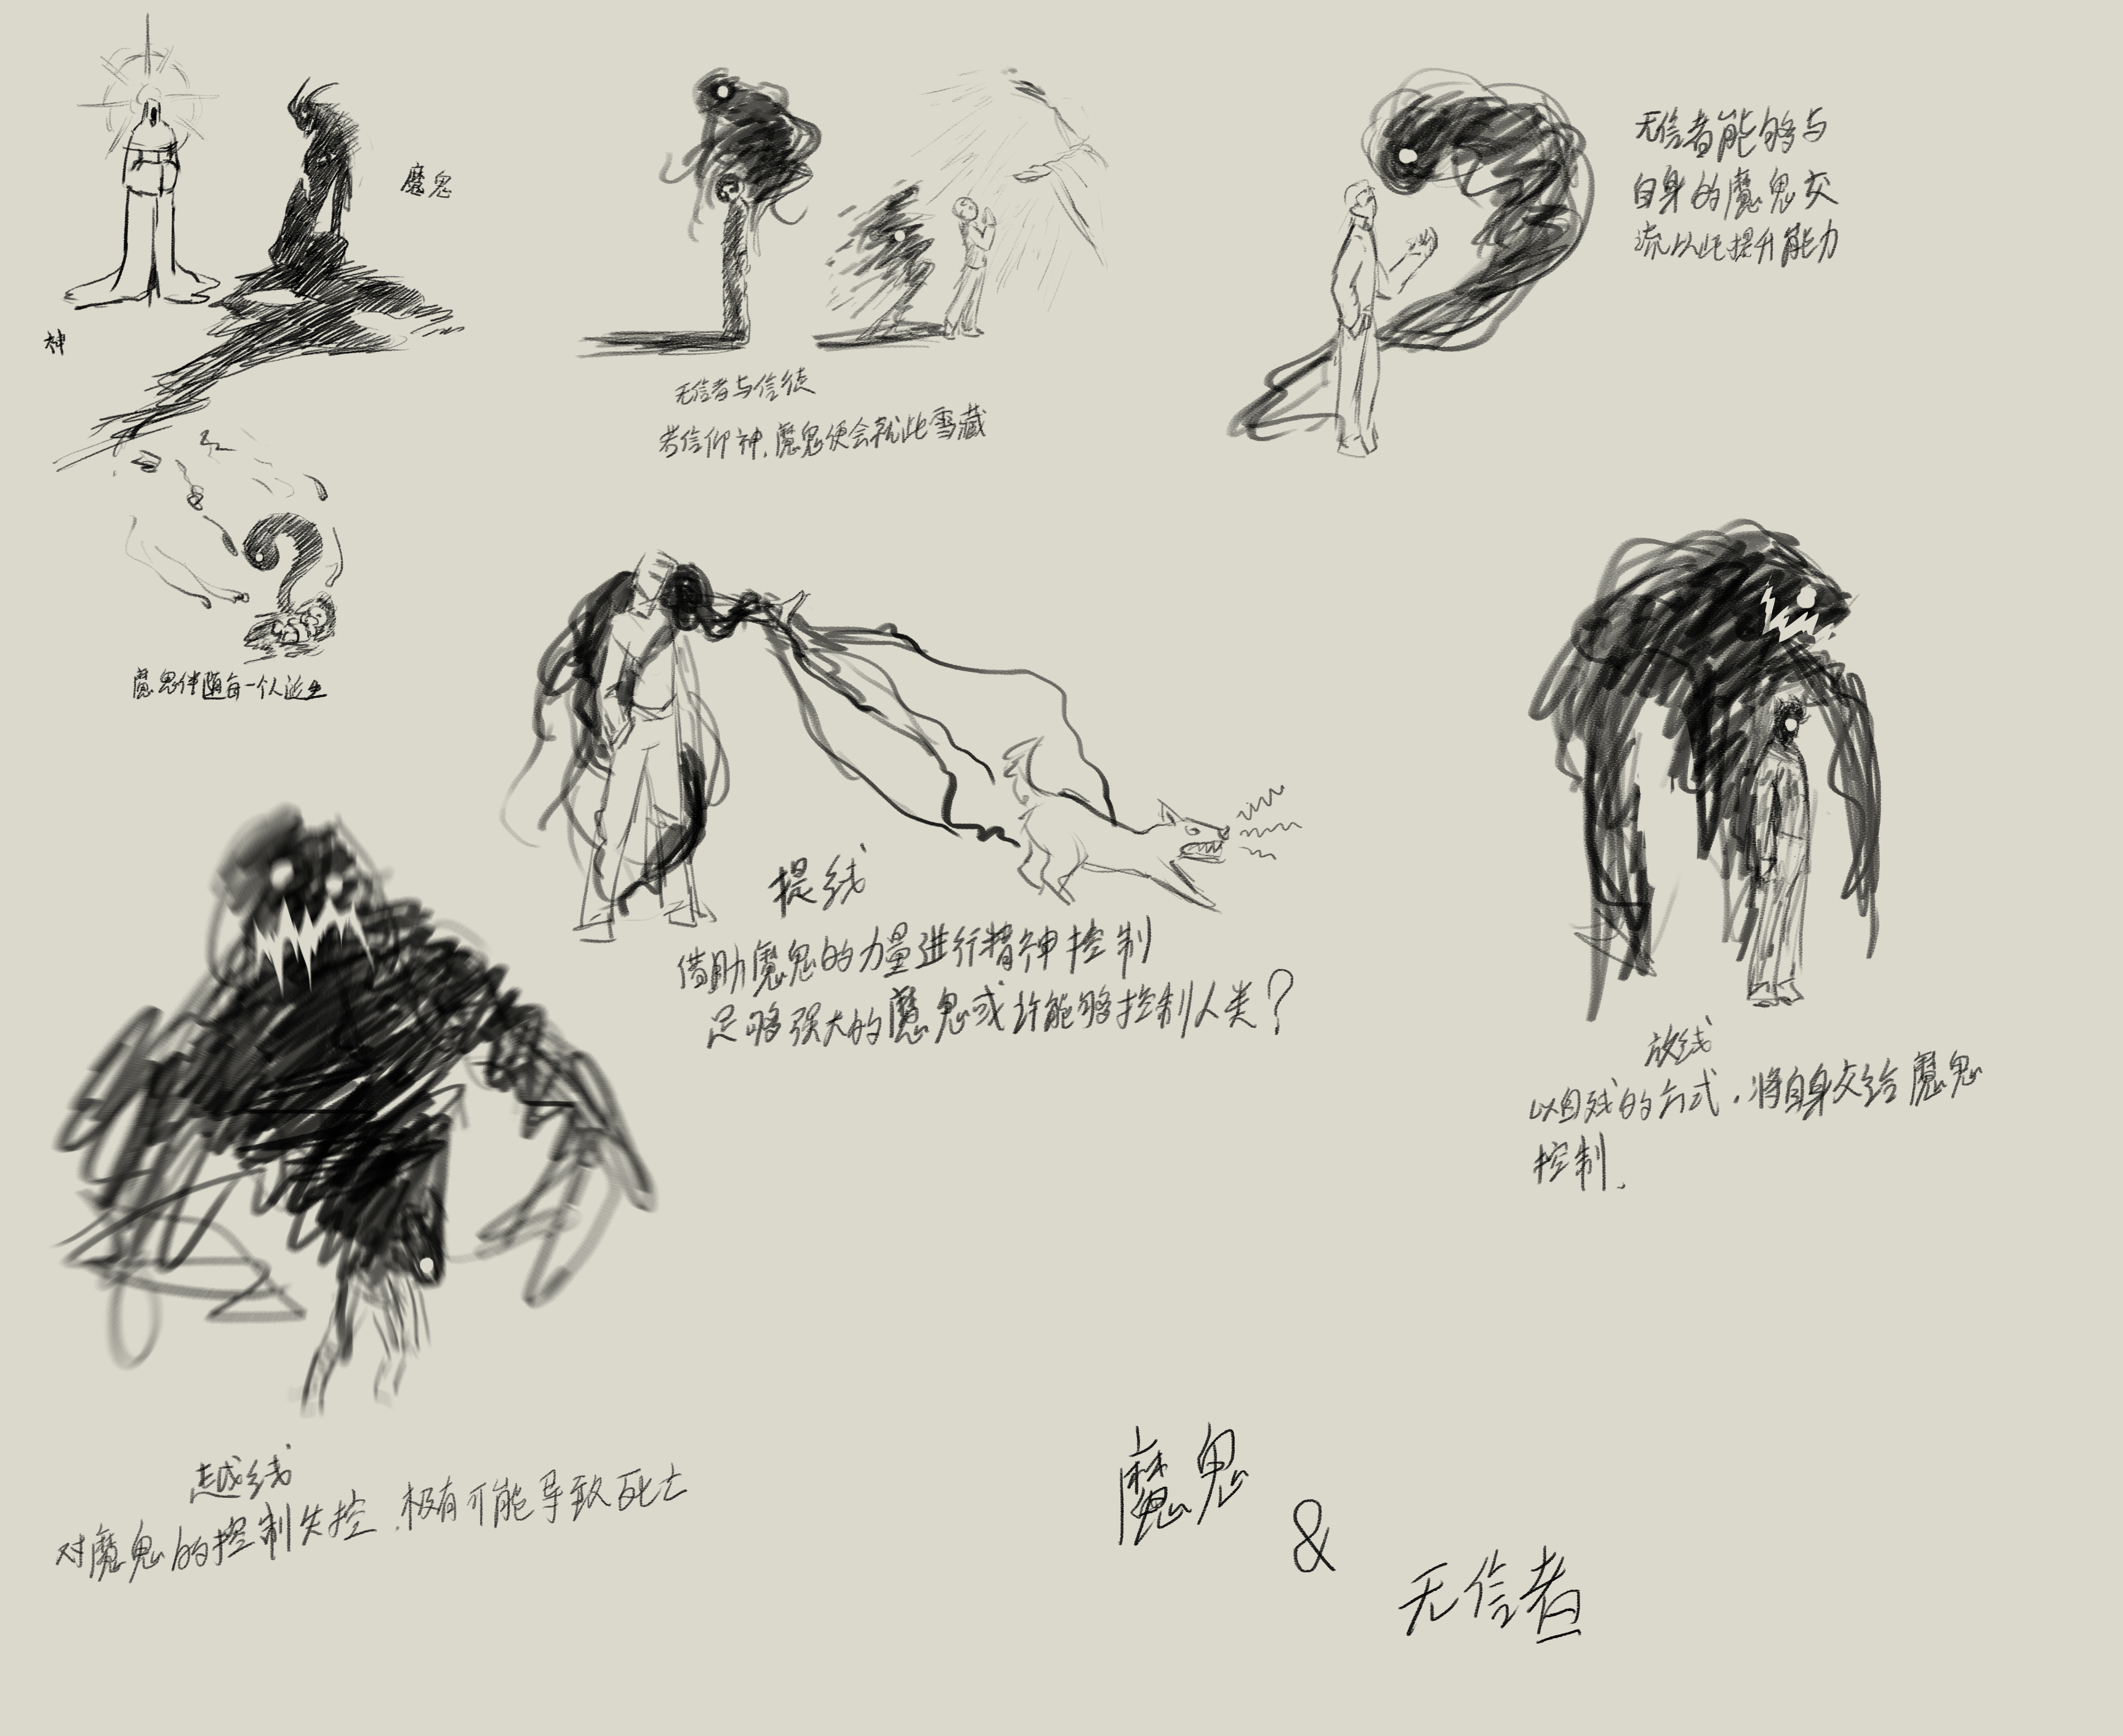 神
魔鬼
无信者与信徒
若信仰神,魔鬼便会就此雪藏
无信者能够与
自身的魔鬼交
流以此提升能力
魔鬼伴随每一个人诞生
提线
借助魔鬼的力量进行精神控制
足够强大的魔鬼或许能够控制人类?
放线
以自残的方式,将自身交给魔鬼
控制.
越线
对魔鬼的控制失控,极有可能导致死亡
魔鬼
&
无信者